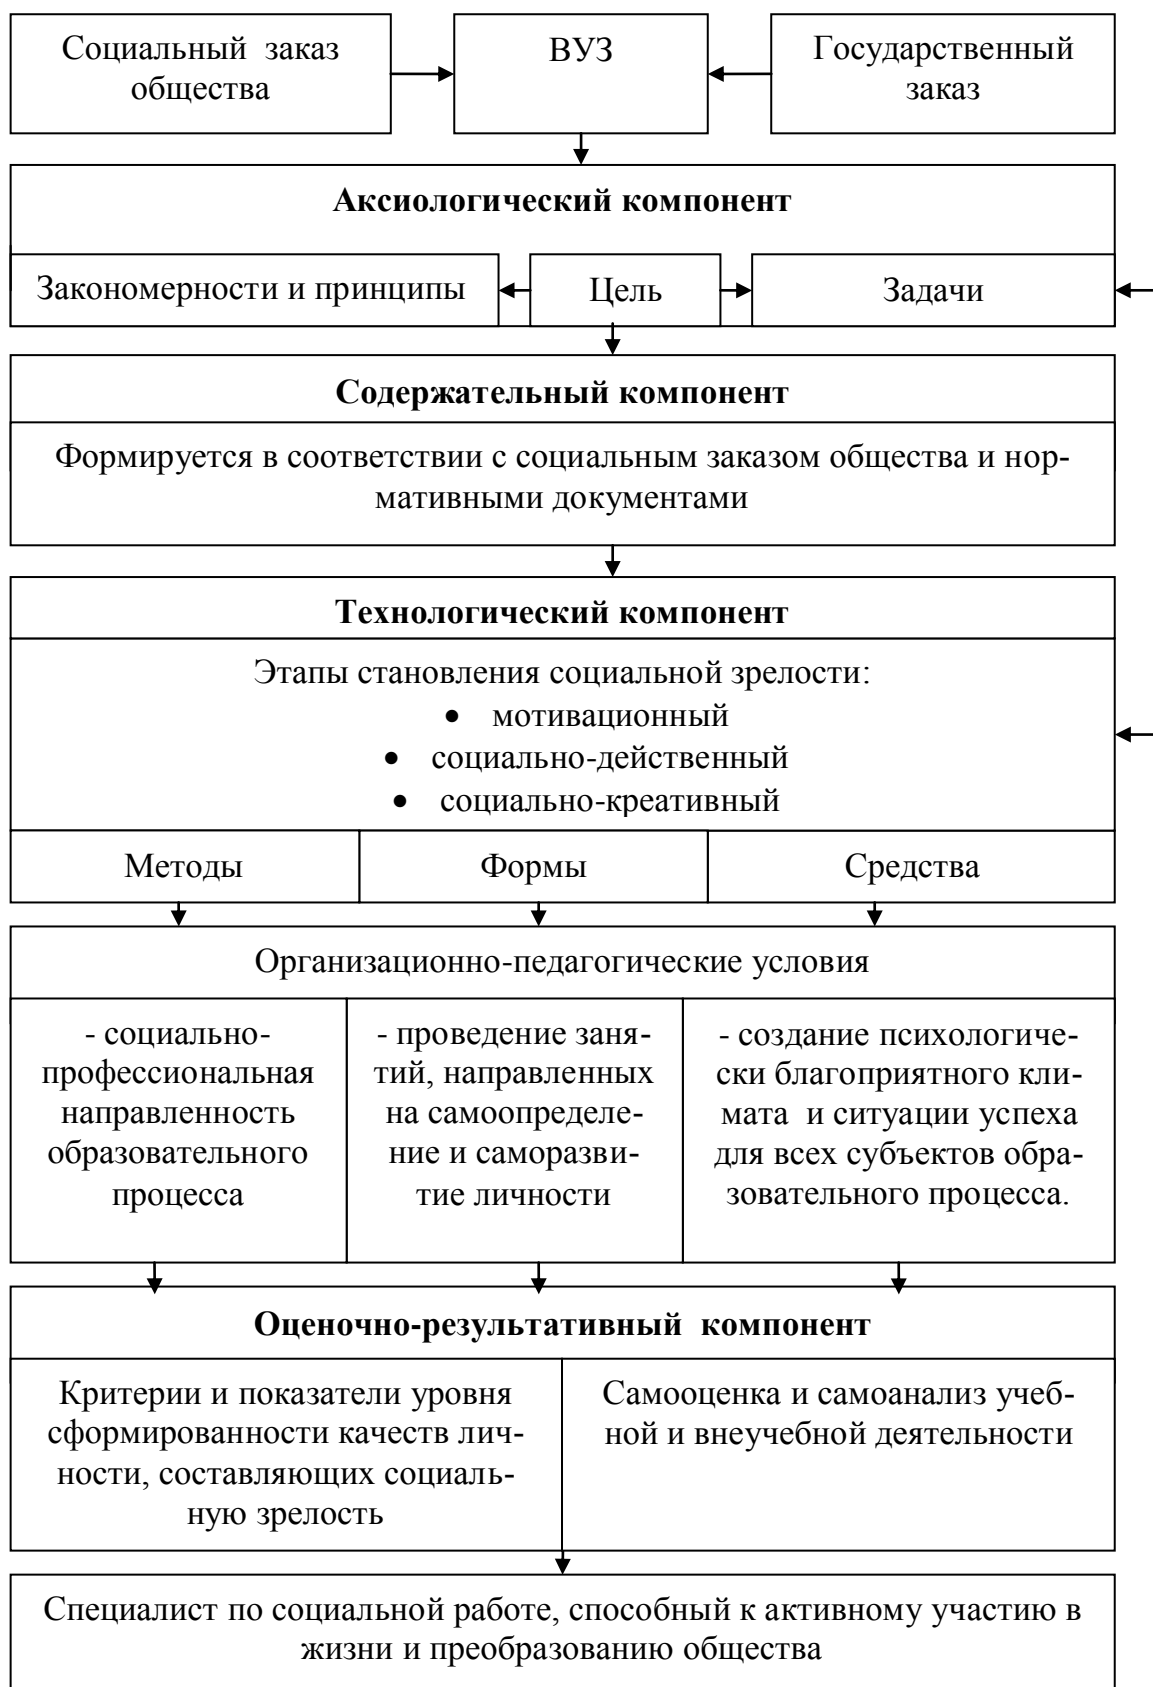 Социальный заказ
общества
ВУЗ
Государственный
заказ
Аксиологический компонент
Закономерности и принципы
Цель
Задачи
Содержательный компонент
Формируется в соответствии с социальным заказом общества и нор-
мативными документами
Технологический компонент
Этапы становления социальной зрелости:
• мотивационный
• социально-действенный
• социально-креативный
Методы
Формы
Средства
Организационно-педагогические условия
- социально-
профессиональная
направленность
образовательного
процесса
- проведение заня-
тий, направленных
на самоопределе-
ние и саморазви-
тие личности
- создание психологиче-
ски благоприятного кли-
мата и ситуации успеха
для всех субъектов обра-
зовательного процесса.
Оценочно-результативный компонент
Критерии и показатели уровня
сформированности качеств лич-
ности, составляющих социаль-
ную зрелость
Самооценка и самоанализ учеб-
ной и внеучебной деятельности
Специалист по социальной работе, способный к активному участию в
жизни и преобразованию общества